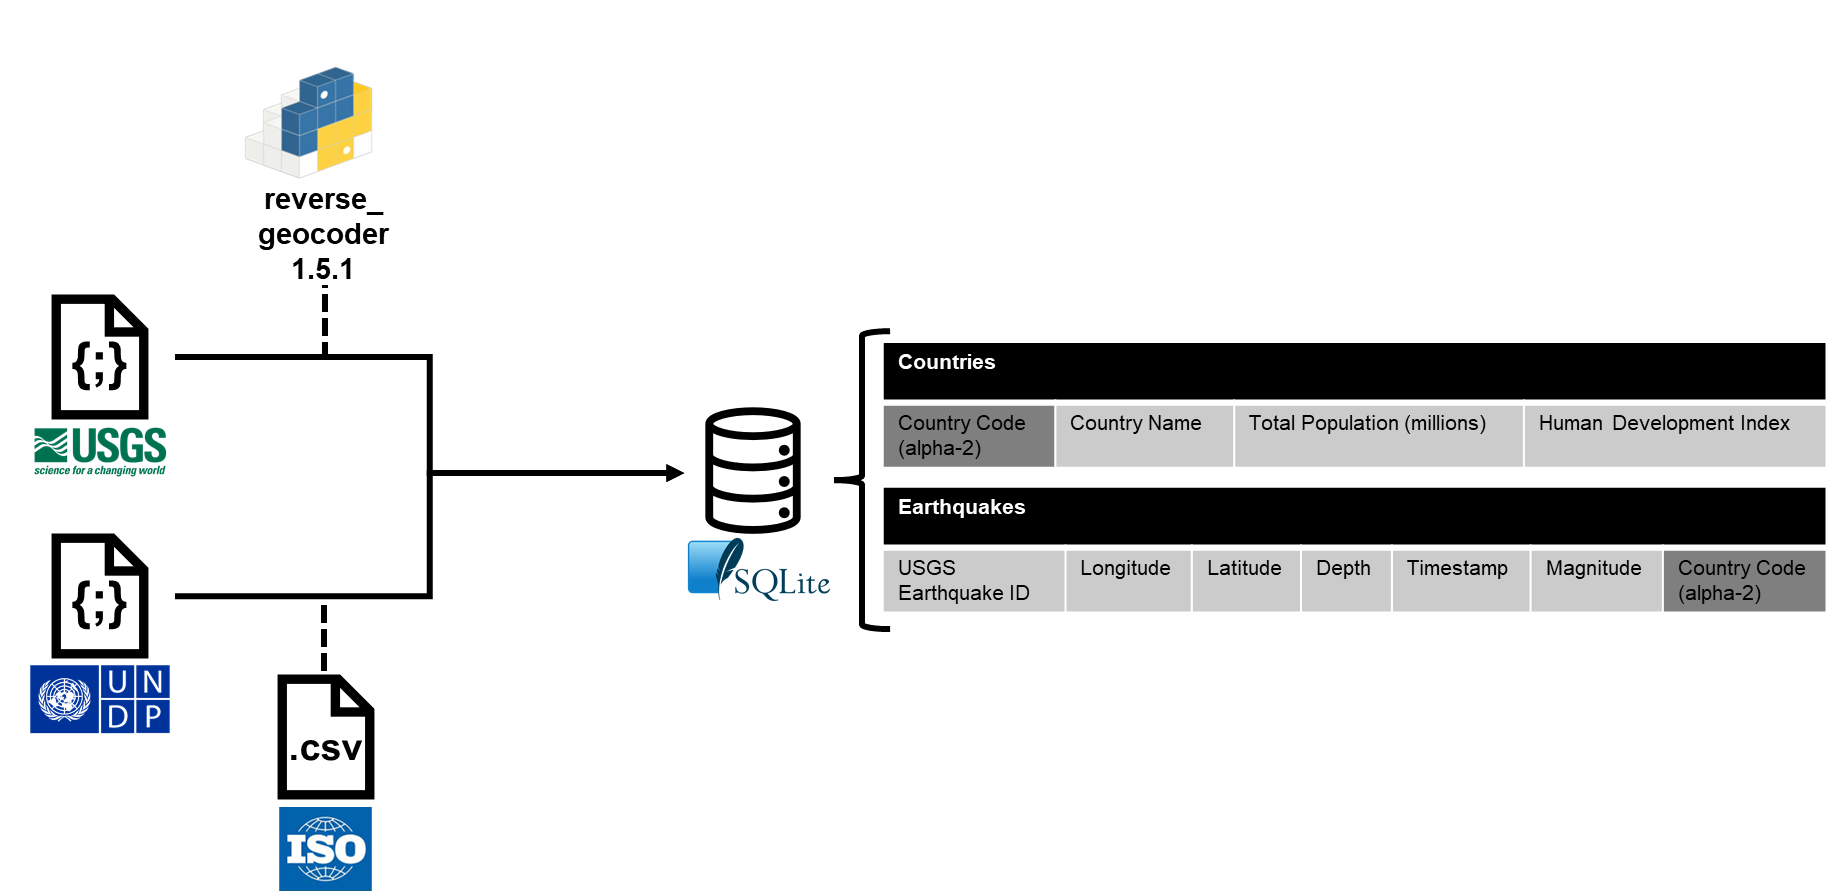 reverse_
geocoder
1.5.1
{;}
USGS
science for a changing world
{;}
U N
D P
.csv
ISO
SQLite
Countries
Country Code
(alpha-2)
Country Name
Total Population (millions)
Human Development Index
Earthquakes
USGS
Earthquake ID
Longitude
Latitude
Depth
Timestamp
Magnitude
Country Code
(alpha-2)